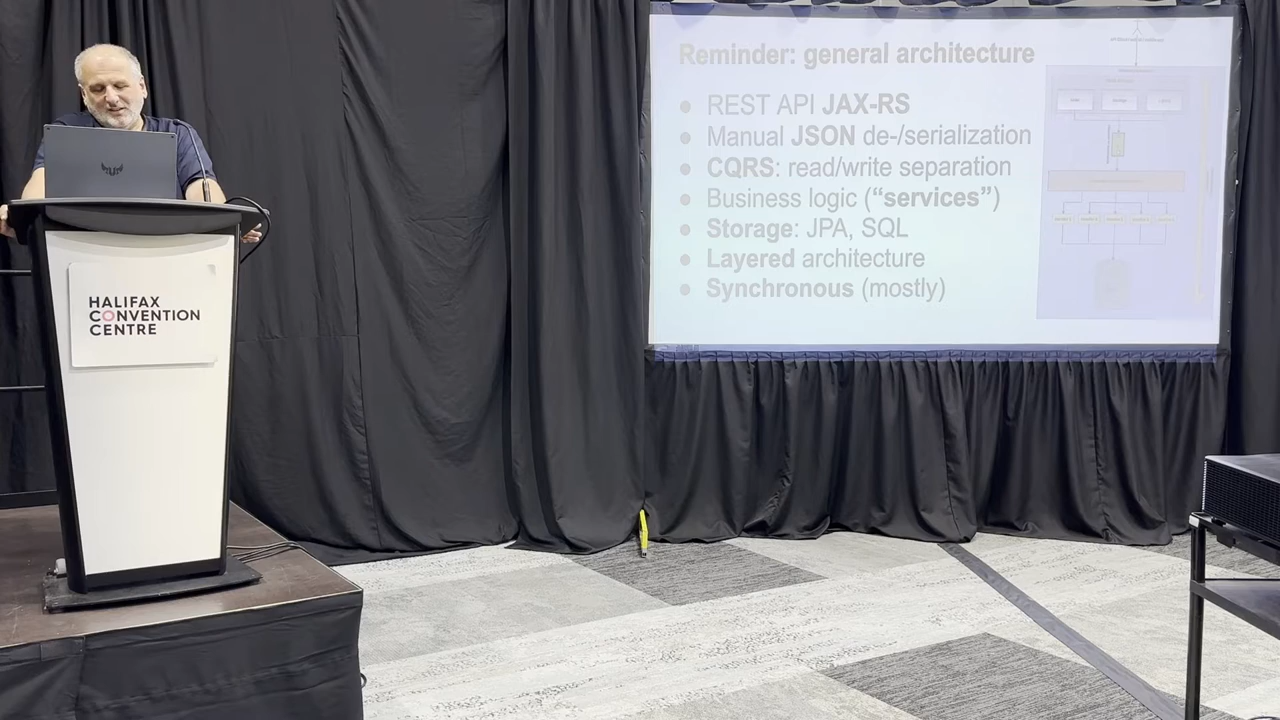 Reminder: general architecture
● REST API JAX-RS
● Manual JSON de-/serialization
● CQRS: read/write separation
● Business logic (“services”)
● Storage: JPA, SQL
● Layered architecture
● Synchronous (mostly)
HALIFAX
CONVENTION
CENTRE